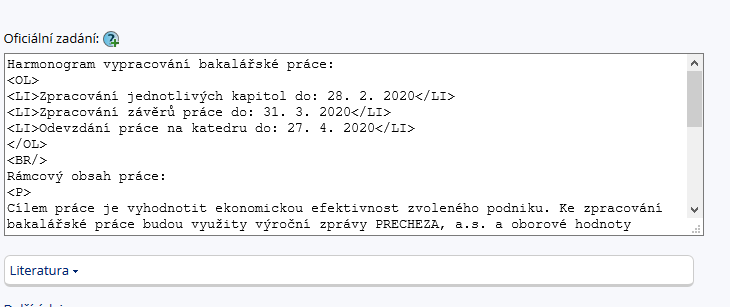 Oficiální zadání:
Harmonogram vypracování bakalářské práce:
<OL>
<LI>Zpracování jednotlivých kapitol do: 28. 2. 2020</LI>
<LI>Zpracování závěrů práce do: 31. 3. 2020</LI>
<LI>Odevzdání práce na katedru do: 27. 4. 2020</LI>
</OL>
<BR/>
Rámcový obsah práce:
<P>
Cílem práce je vyhodnotit ekonomickou efektivnost zvoleného podniku. Ke zpracování
bakalářské práce budou využity výroční zprávy PRECHEZA, a.s. a oborové hodnoty
Literatura